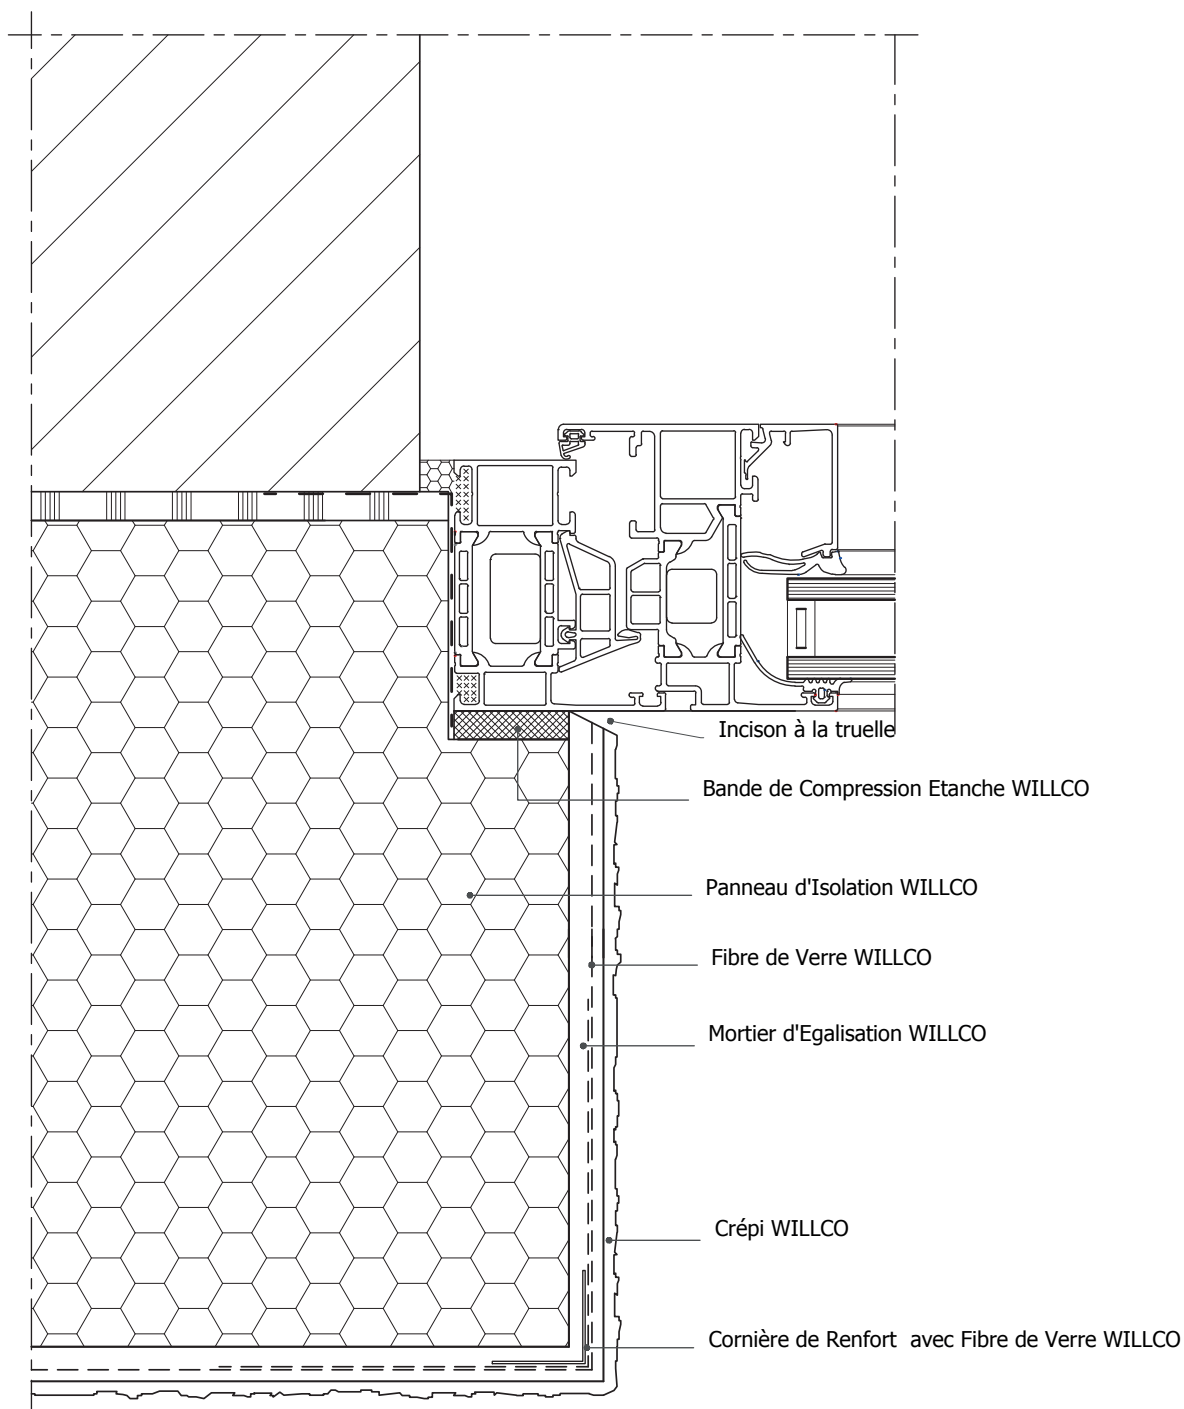 Incison à la truelle
Bande de Compression Etanche WILLCO
Panneau d'Isolation WILLCO
Fibre de Verre WILLCO
Mortier d'Egalisation WILLCO
Crépi WILLCO
Cornière de Renfort  avec Fibre de Verre WILLCO